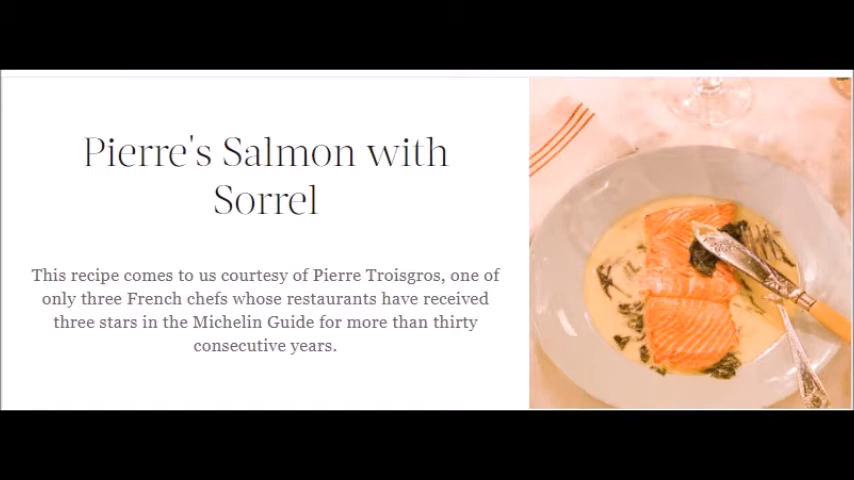 Pierre's Salmon with
Sorrel
This recipe comes to us courtesy of Pierre Troisgros, one of
only three French chefs whose restaurants have received
three stars in the Michelin Guide for more than thirty
consecutive years.